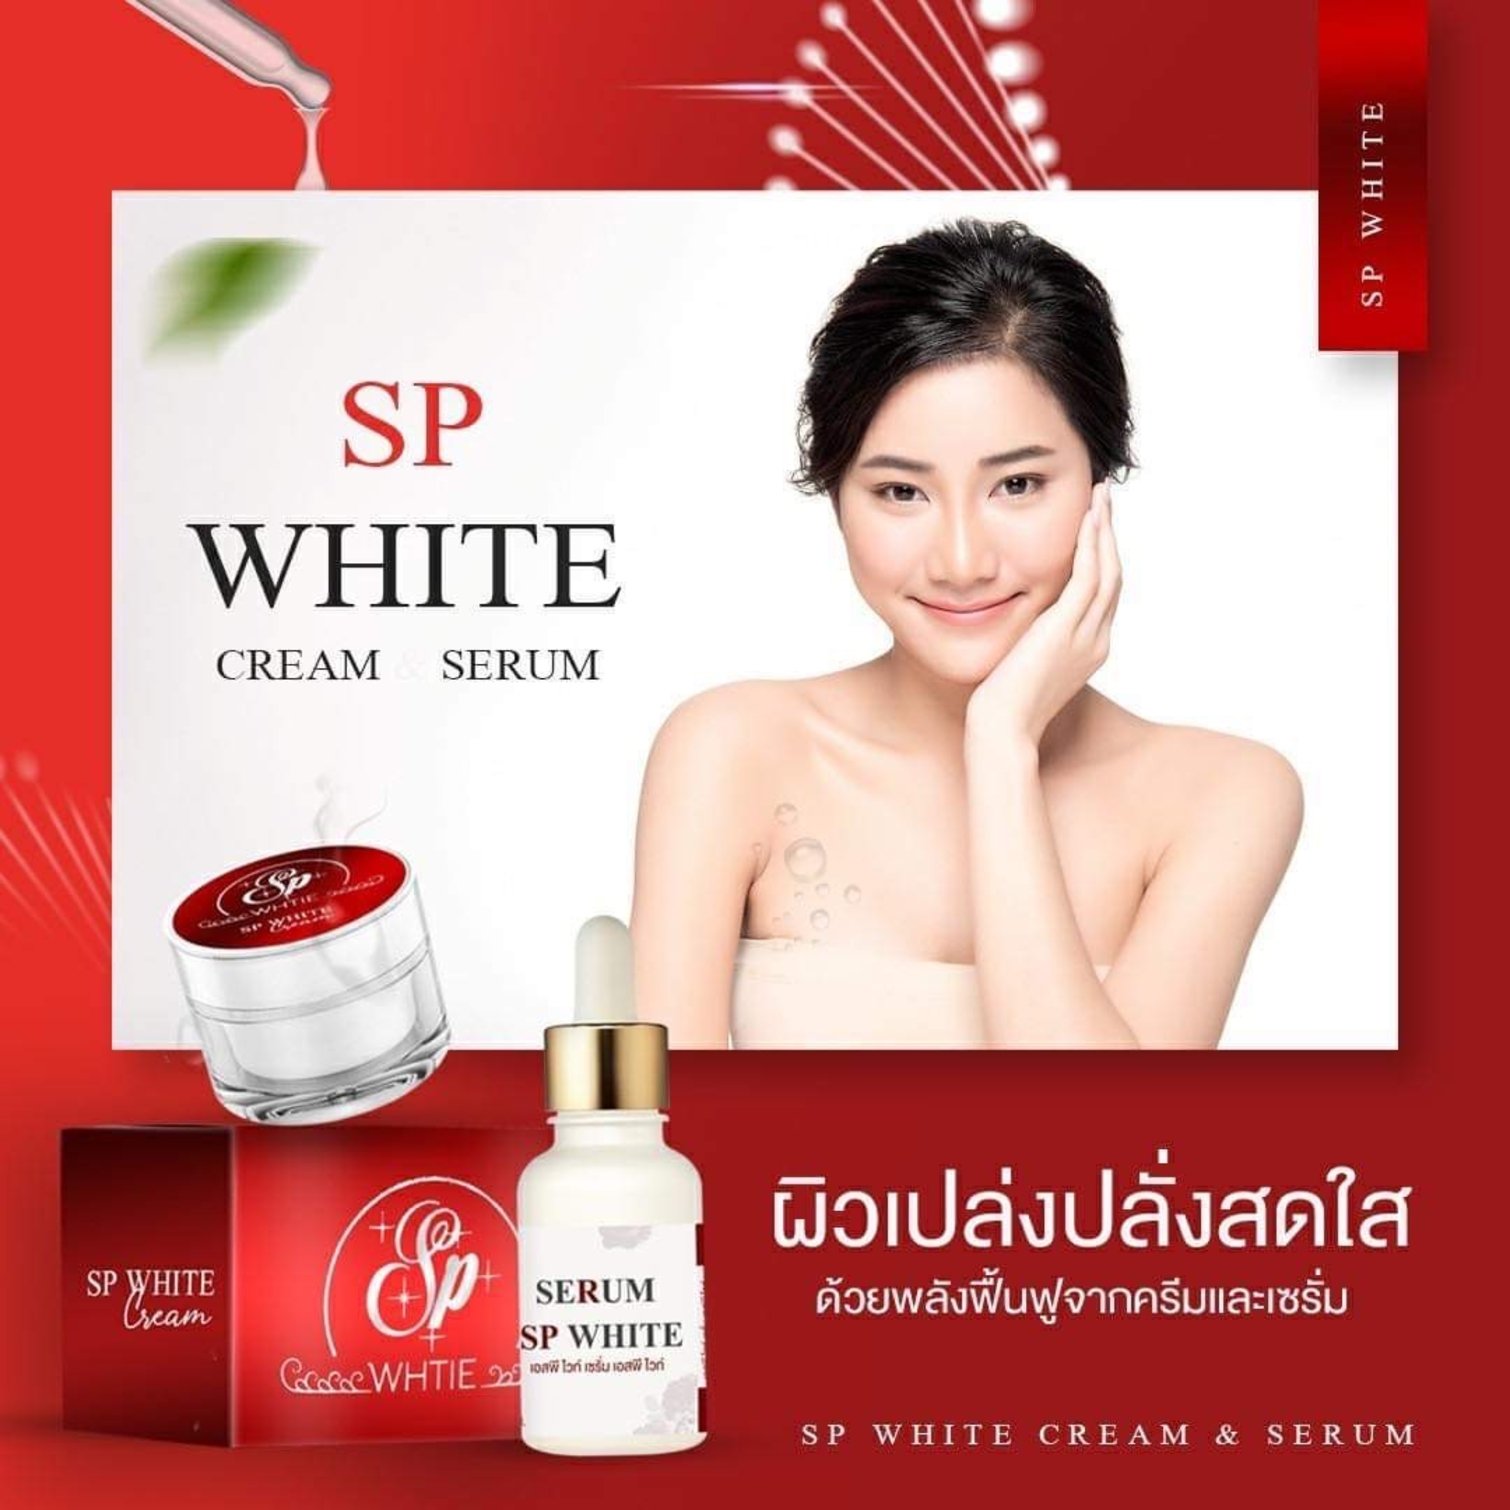 SP WHITE
SP
WHITE
CREAM & SERUM
Sp
WHTIE
SP WHITE
Cream
ผิวเปล่งปลั่งสดใส
ด้วยพลังฟื้นฟูจากครีมและเซรั่ม
SP WHITE
Cream
Sp
WHTIE
SERUM
SP WHITE
เอสพี ไวท์ เซรั่ม เอสพี ไวท์
SP WHITE CREAM & SERUM